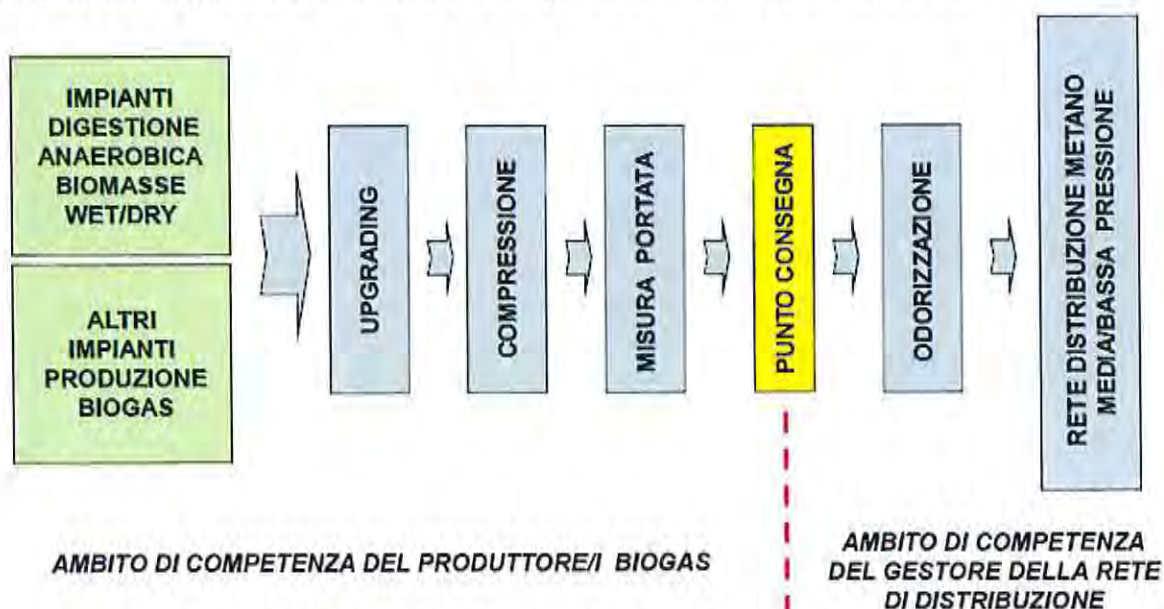 IMPIANTI
DIGESTIONE
ANAEROBICA
BIOMASSE
WET/DRY
ALTRI
IMPIANTI
PRODUZIONE
BIOGAS
UPGRADING
COMPRESSIONE
MISURA PORTATA
PUNTO CONSEGNA
ODORIZZAZIONE
RETE DISTRIBUZIONE METANO
MEDIA/BASSA PRESSIONE
AMBITO DI COMPETENZA DEL PRODUTTORE/I BIOGAS
AMBITO DI COMPETENZA
DEL GESTORE DELLA RETE
DI DISTRIBUZIONE